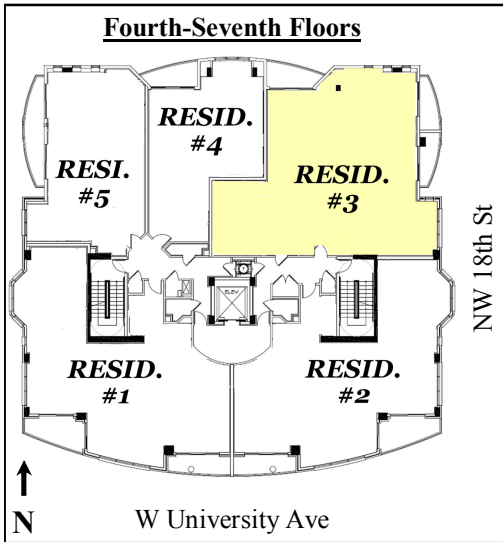 Fourth-Seventh Floors
RESID.
#4
RESI.
#5
RESID.
#3
NW 18th St
ELEV
RESID.
#1
RESID.
#2
N
W University Ave